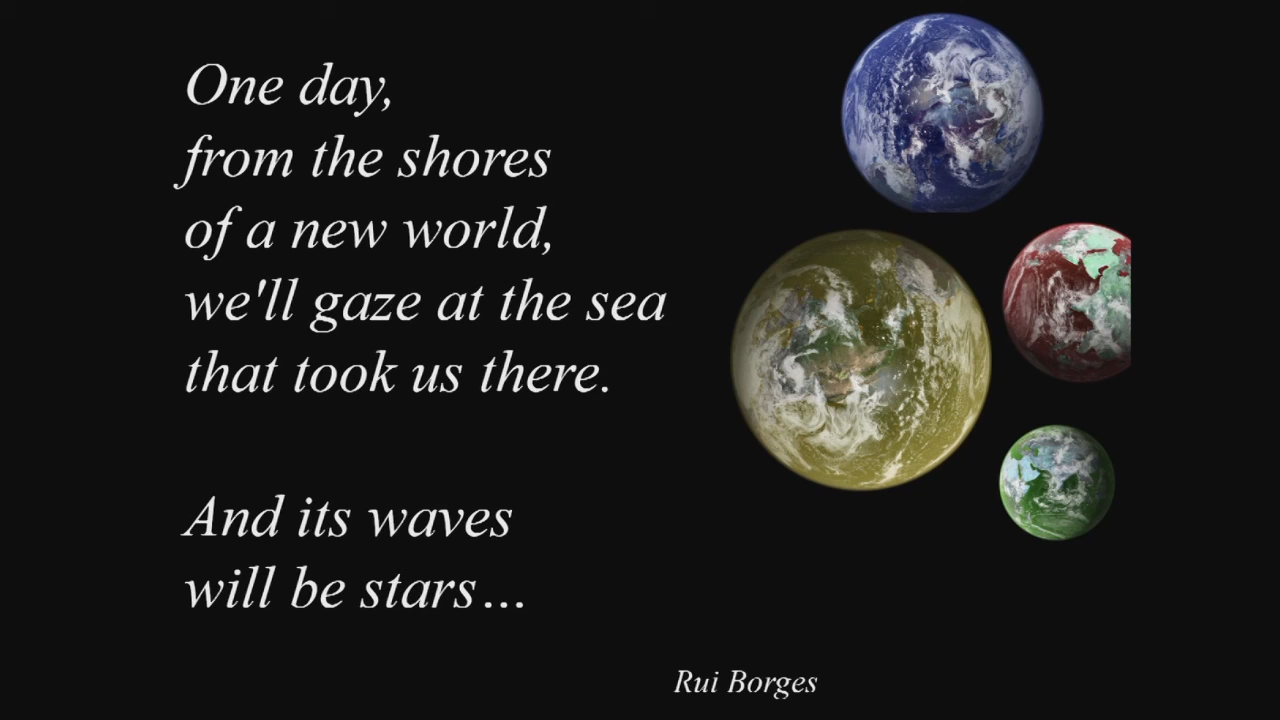 One day,
from the shores
of a new world,
we'll gaze at the sea
that took us there.
And its waves
will be stars...
Rui Borges